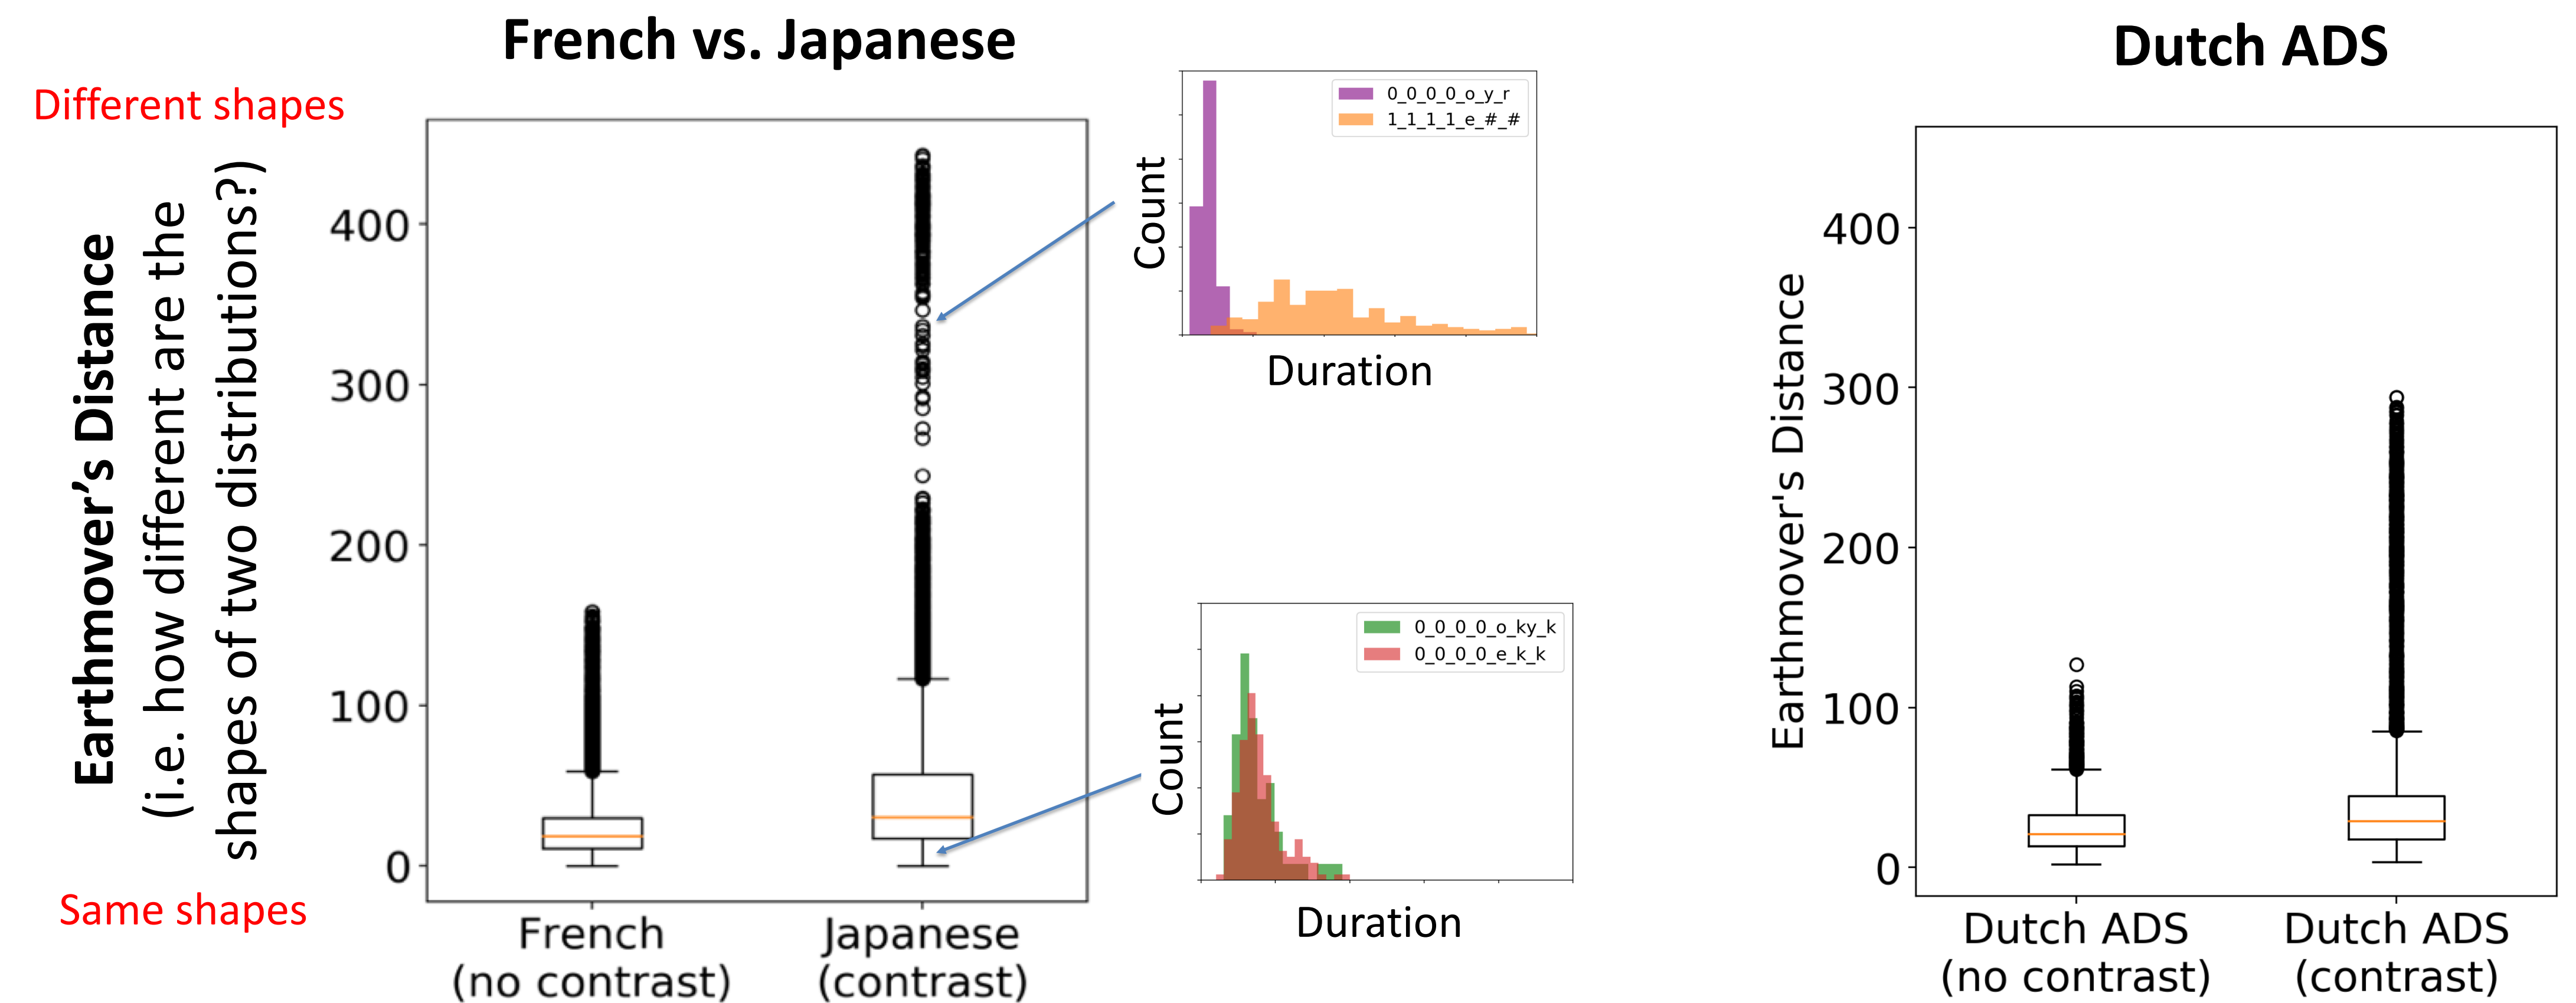 French vs. Japanese
Different shapes
Earthmover’s Distance
(i.e. how different are the
shapes of two distributions?)
Same shapes
400
300
200
100
0
French
(no contrast)
Japanese
(contrast)
0_0_0_0_o_y_r
1_1_1_1_e_#_#
Count
Duration
0_0_0_0_o_ky_k
0_0_0_0_e_k_k
Count
Duration
Dutch ADS
Earthmover's Distance
400
300
200
100
0
Dutch ADS
(no contrast)
Dutch ADS
(contrast)